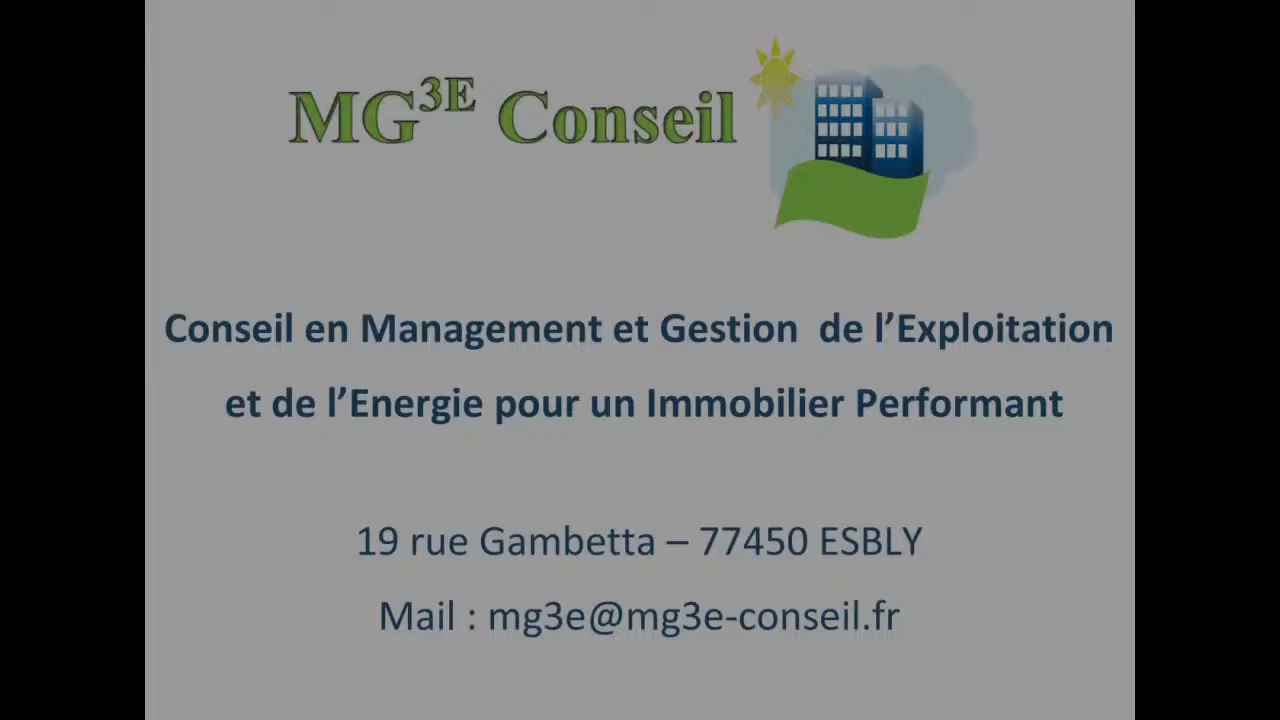 MG3E Conseil
Conseil en Management et Gestion de l’Exploitation
et de l’Energie pour un Immobilier Performant
19 rue Gambetta – 77450 ESBLY
Mail : mg3e@mg3e-conseil.fr